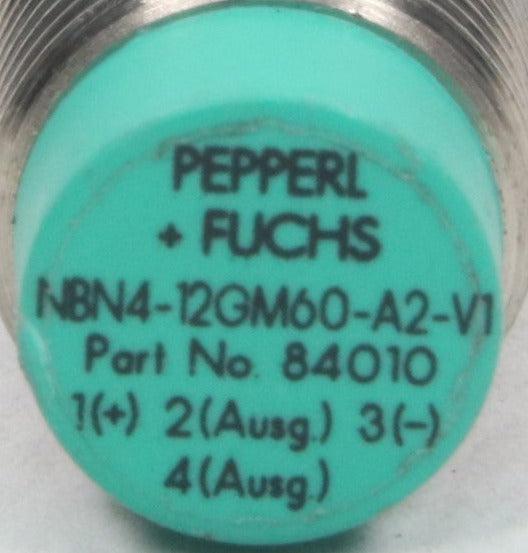 PEPPERL
+ FUCHS
NBN4-12GM60-A2-V1
Part No. 84010
1(+) 2(Ausg.) 3(-)
4(Ausg.)